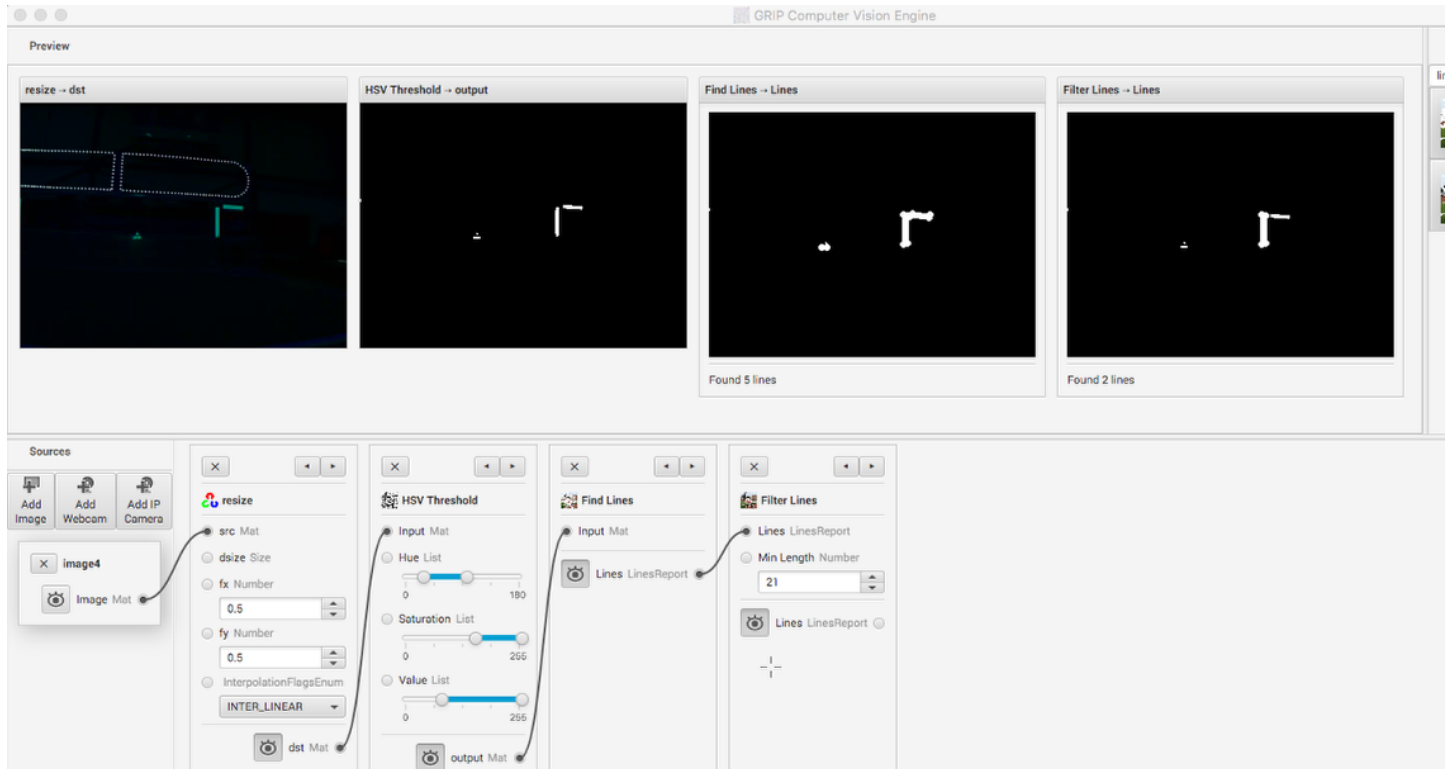 GRIP Computer Vision Engine
Preview
resize → dst
HSV Threshold → output
Find Lines → Lines
Filter Lines → Lines
Found 5 lines
Found 2 lines
Sources
Add Image
Add Webcam
Add IP Camera
image4
Image Mat
resize
src Mat
dsize Size
fx Number
0.5
fy Number
0.5
InterpolationFlagsEnum
INTER_LINEAR
dst Mat
HSV Threshold
Input Mat
Hue List
0 180
Saturation List
0 255
Value List
0 255
output Mat
Find Lines
Input Mat
Lines LinesReport
Filter Lines
Lines LinesReport
Min Length Number
21
Lines LinesReport